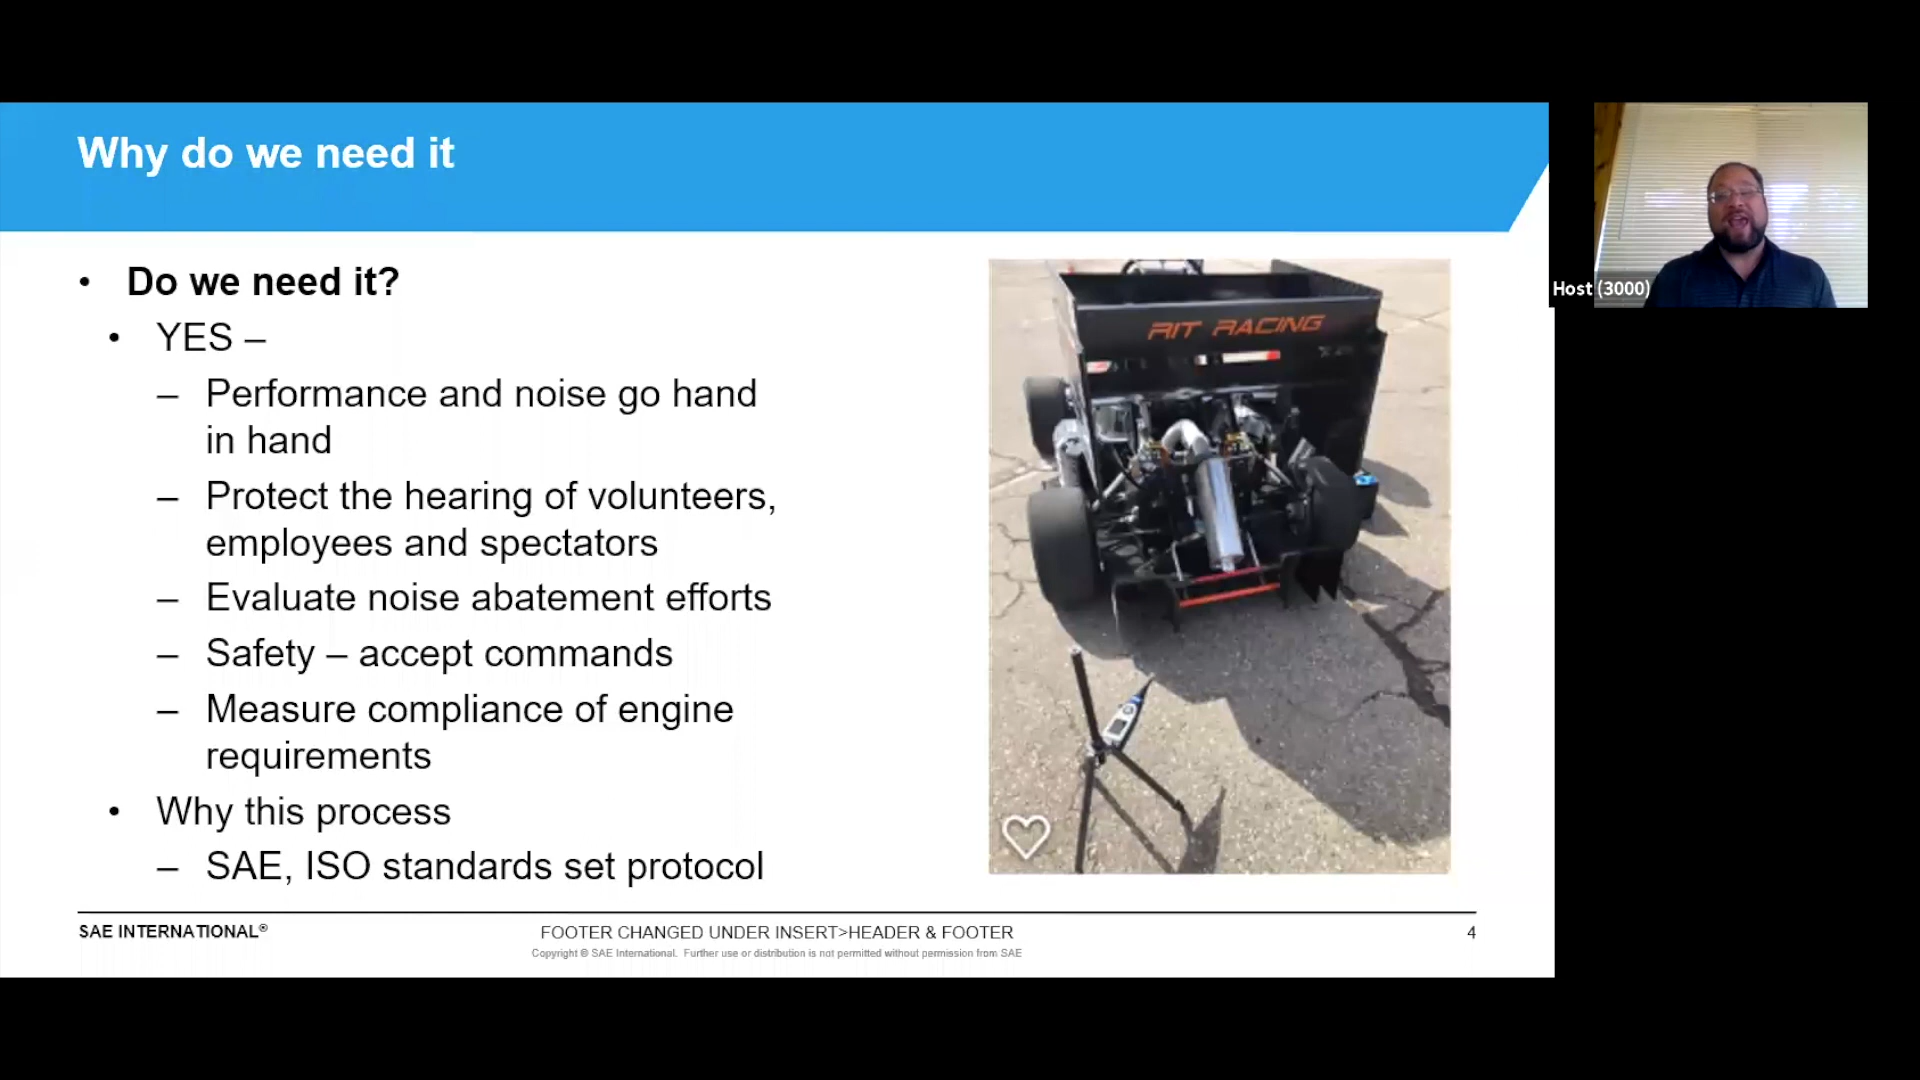 Why do we need it
• Do we need it?
• YES –
– Performance and noise go hand
in hand
– Protect the hearing of volunteers,
employees and spectators
– Evaluate noise abatement efforts
– Safety – accept commands
– Measure compliance of engine
requirements
• Why this process
– SAE, ISO standards set protocol
RIT RACING
Host (3000)
SAE INTERNATIONAL®
FOOTER CHANGED UNDER INSERT>HEADER & FOOTER
4
Copyright © SAE International. Further use or distribution is not permitted without permission from SAE